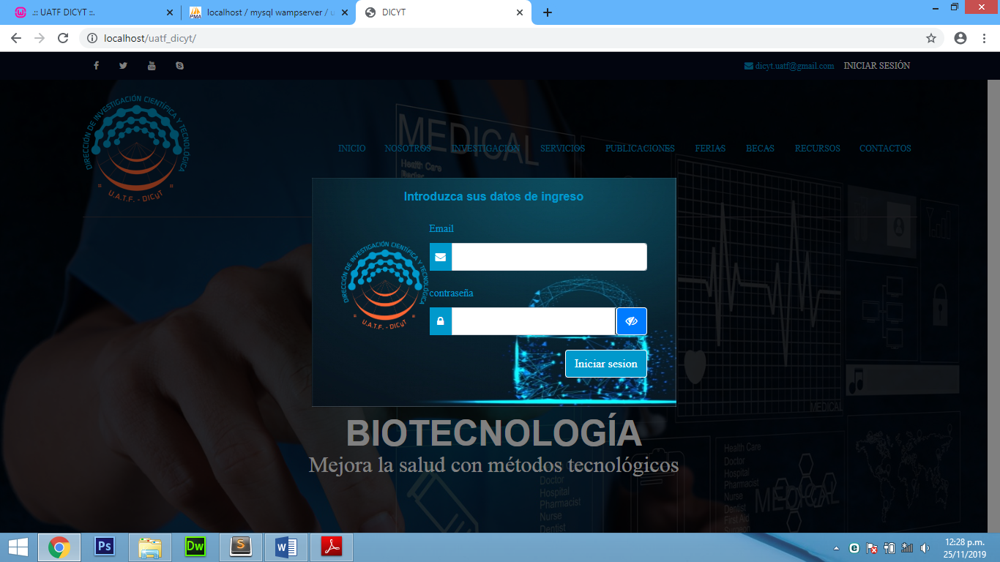 .:: UATF DICYT ::.
localhost / mysql wampserver / u
DICYT
localhost/uatf_dicyt/
dicyt.uatf@gmail.com INICIAR SESIÓN
DIRECCIÓN DE INVESTIGACIÓN CIENTÍFICA Y TECNOLÓGICA
U.A.T.F. - DICyT
INICIO NOSOTROS INVESTIGACIÓN SERVICIOS PUBLICACIONES FERIAS BECAS RECURSOS CONTACTOS
MEDICAL
Health Care
Introduzca sus datos de ingreso
Email
DIRECCIÓN DE INVESTIGACIÓN CIENTÍFICA Y TECNOLÓGICA
U.A.T.F. - DICyT
contraseña
Iniciar sesion
MEDICAL
BIOTECNOLOGÍA
Mejora la salud con métodos tecnológicos
Doctor
Hospital
Pharmacist
Nurse
Dentist
Health Care
Doctor
Hospital
Pharmacist
Nurse
Dentist
First Aid
Surgeon
MEDICAL
12:28 p.m.
25/11/2019